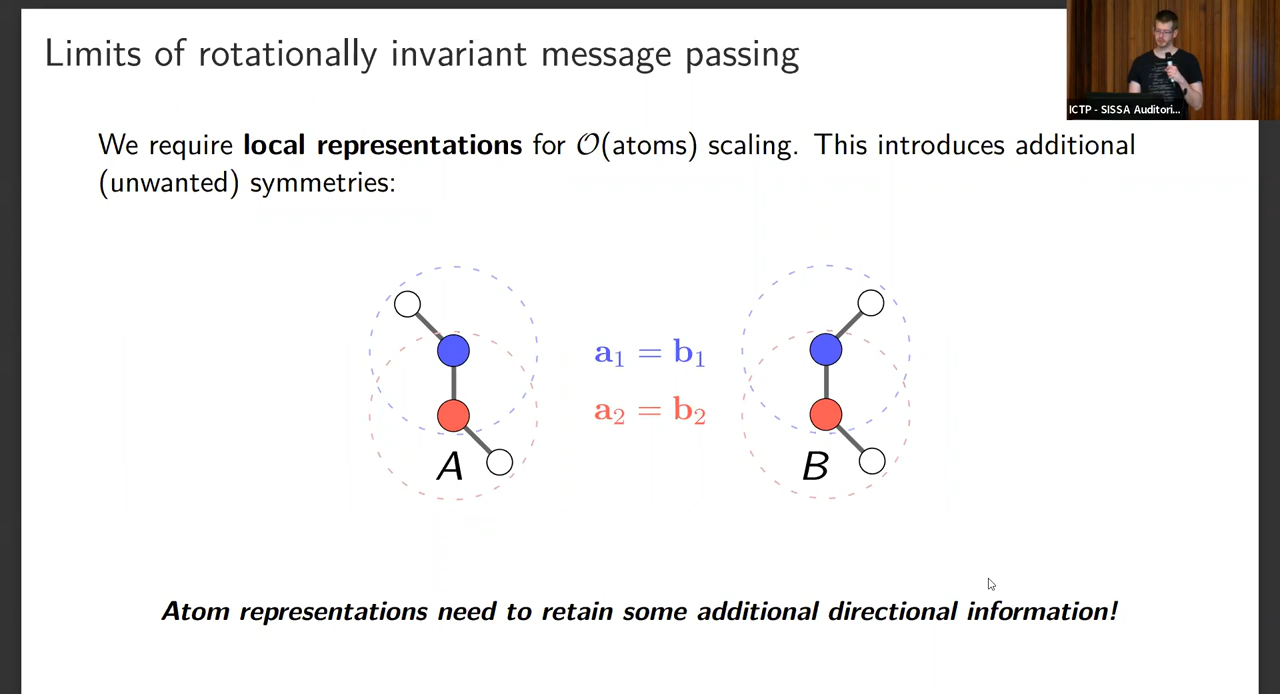 Limits of rotationally invariant message passing
ICTP - SISSA Auditori...
We require local representations for O(atoms) scaling. This introduces additional
(unwanted) symmetries:
a₁ = b₁
a₂ = b₂
A
B
Atom representations need to retain some additional directional information!